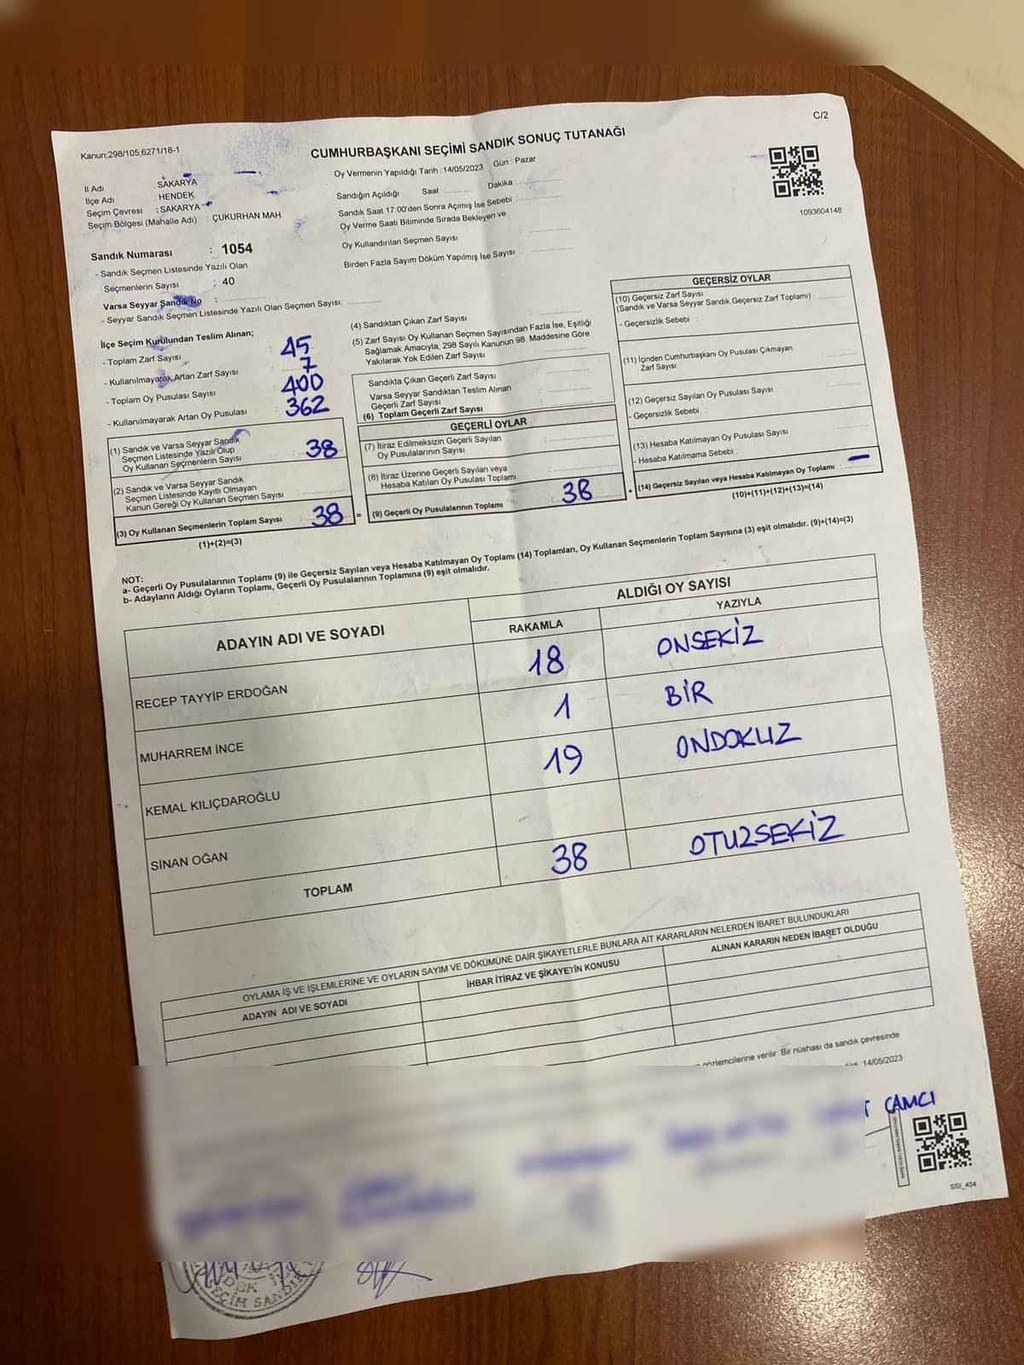 C/2
Kanun:298/105,6271/18-1
CUMHURBAŞKANI SEÇİMİ SANDIK SONUÇ TUTANAĞI
İl Adı SAKARYA
İlçe Adı HENDEK
Seçim Çevresi : SAKARYA
Seçim Bölgesi (Mahalle Adı) : ÇUKURHAN MAH
Sandık Numarası : 1054
- Sandık Seçmen Listesinde Yazılı Olan
Seçmenlerin Sayısı : 40
Varsa Seyyar Sandık No :
- Seyyar Sandık Seçmen Listesinde Yazılı Olan Seçmen Sayısı
Oy Vermenin Yapıldığı Tarih : 14/05/2023 Gün : Pazar
Sandığın Açıldığı Saat Dakika
Sandık Saat 17:00'den Sonra Açımış İse Sebebi
Oy Verme Saati Bitiminde Sırada Bekleyen ve
Oy Kullandırılan Seçmen Sayısı
Birden Fazla Sayım Döküm Yapılmış İse Sayısı
1093604148
İlçe Seçim Kurulundan Teslim Alınan;
- Toplam Zarf Sayısı 45
- Kullanılmayarak Artan Zarf Sayısı 7
- Toplam Oy Pusulası Sayısı 400
- Kullanılmayarak Artan Oy Pusulası 362
(1) Sandık ve Varsa Seyyar Sandık
Seçmen Listesinde Yazılı Olup
Oy Kullanan Seçmenlerin Sayısı 38
(2) Sandık ve Varsa Seyyar Sandık
Seçmen Listesinde Kayıtlı Olmayan
Kanun Gereği Oy Kullanan Seçmen Sayısı
(3) Oy Kullanan Seçmenlerin Toplam Sayısı 38
(1)+(2)=(3)
(4) Sandıktan Çıkan Zarf Sayısı
(5) Zarf Sayısı Oy Kullanan Seçmen Sayısından Fazla İse, Eşitliği
Sağlamak Amacıyla, 298 Sayılı Kanunun 98. Maddesine Göre
Yakılarak Yok Edilen Zarf Sayısı
Sandıkta Çıkan Geçerli Zarf Sayısı
Varsa Seyyar Sandıktan Teslim Alınan
Geçerli Zarf Sayısı
(6) Toplam Geçerli Zarf Sayısı
GEÇERLİ OYLAR
(7) İtiraz Edilmeksizin Geçerli Sayılan
Oy Pusulalarının Sayısı
(8) İtiraz Üzerine Geçerli Sayılan veya
Hesaba Katılan Oy Pusulası Toplamı
(9) Geçerli Oy Pusulalarının Toplamı 38
GEÇERSİZ OYLAR
(10) Geçersiz Zarf Sayısı
(Sandık ve Varsa Seyyar Sandık Geçersiz Zarf Toplamı)
- Geçersizlik Sebebi
(11) İçinden Cumhurbaşkanı Oy Pusulası Çıkmayan
Zarf Sayısı
(12) Geçersiz Sayılan Oy Pusulası Sayısı
- Geçersizlik Sebebi :
(13) Hesaba Katılmayan Oy Pusulası Sayısı
- Hesaba Katılmama Sebebi :
(14) Geçersiz Sayılan veya Hesaba Katılmayan Oy Toplamı —
(10)+(11)+(12)+(13)=(14)
NOT:
a- Geçerli Oy Pusulalarının Toplamı (9) ile Geçersiz Sayılan veya Hesaba Katılmayan Oy Toplamı (14) Toplamları, Oy Kullanan Seçmenlerin Toplam Sayısına (3) eşit olmalıdır. (9)+(14)=(3)
b- Adayların Aldığı Oyların Toplamı, Geçerli Oy Pusulalarının Toplamına (9) eşit olmalıdır.
ADAYIN ADI VE SOYADI ALDIĞI OY SAYISI
RAKAMLA YAZIYLA
RECEP TAYYİP ERDOĞAN 18 ONSEKİZ
MUHARREM İNCE 1 BİR
KEMAL KILIÇDAROĞLU 19 ONDOKUZ
SİNAN OĞAN
TOPLAM 38 OTUZSEKİZ
OYLAMA İŞ VE İŞLEMLERİNE VE OYLARIN SAYIM VE DÖKÜMÜNE DAİR ŞİKAYETLERLE BUNLARA AİT KARARLARIN NELERDEN İBARET BULUNDUKLARI
ADAYIN ADI VE SOYADI İHBAR İTİRAZ VE ŞİKAYETİN KONUSU ALINAN KARARIN NEDEN İBARET OLDUĞU
gözlemcilerine verilir. Bir nüshası da sandık çevresinde
14/05/2023
T CAMCI
SSI_404
SEÇİM SANDIK